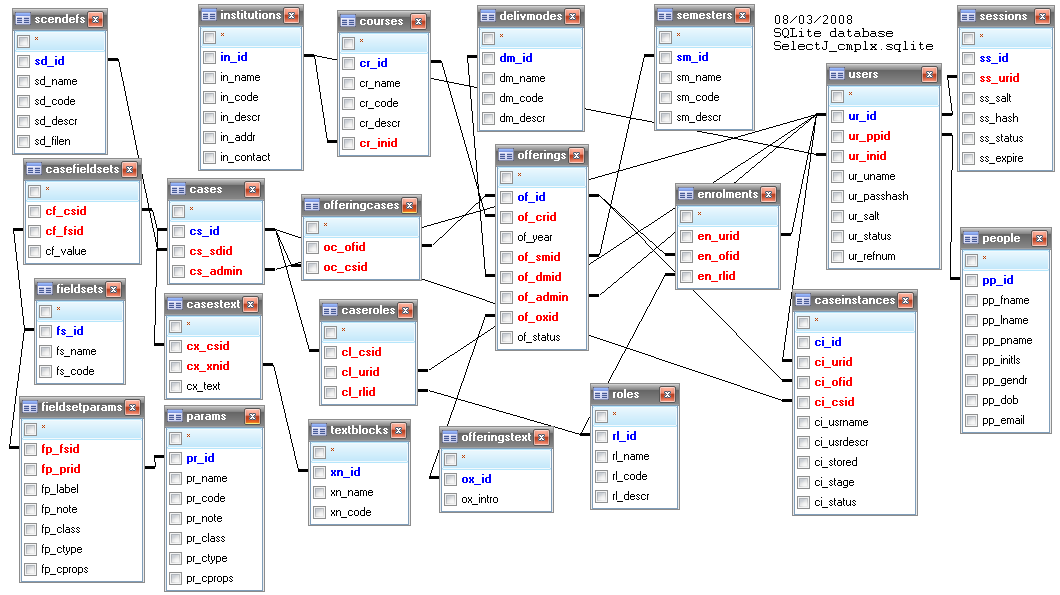 scendefs
*
sd_id
sd_name
sd_code
sd_descr
sd_filen
institutions
*
in_id
in_name
in_code
in_descr
in_addr
in_contact
courses
*
cr_id
cr_name
cr_code
cr_descr
cr_inid
delivmodes
*
dm_id
dm_name
dm_code
dm_descr
semesters
*
sm_id
sm_name
sm_code
sm_descr
08/03/2008
SQLite database
SelectJ_cmplx.sqlite
sessions
*
ss_id
ss_urid
ss_salt
ss_hash
ss_status
ss_expire
users
*
ur_id
ur_ppid
ur_inid
ur_uname
ur_passhash
ur_salt
ur_status
ur_refnum
casefieldsets
*
cf_csid
cf_fsid
cf_value
cases
*
cs_id
cs_sdid
cs_admin
offeringcases
*
oc_ofid
oc_csid
offerings
*
of_id
of_crid
of_year
of_smid
of_dmid
of_admin
of_oxid
of_status
enrolments
*
en_urid
en_ofid
en_rlid
people
*
pp_id
pp_fname
pp_lname
pp_pname
pp_initls
pp_gendr
pp_dob
pp_email
fieldsets
*
fs_id
fs_name
fs_code
casestext
*
cx_csid
cx_xnid
cx_text
caseroles
*
cl_csid
cl_urid
cl_rlid
caseinstances
*
ci_id
ci_urid
ci_ofid
ci_csid
ci_usrname
ci_usrdescr
ci_stored
ci_stage
ci_status
fieldsetparams
*
fp_fsid
fp_prid
fp_label
fp_note
fp_class
fp_ctype
fp_cprops
params
*
pr_id
pr_name
pr_code
pr_note
pr_class
pr_ctype
pr_cprops
textblocks
*
xn_id
xn_name
xn_code
offeringstext
*
ox_id
ox_intro
roles
*
rl_id
rl_name
rl_code
rl_descr